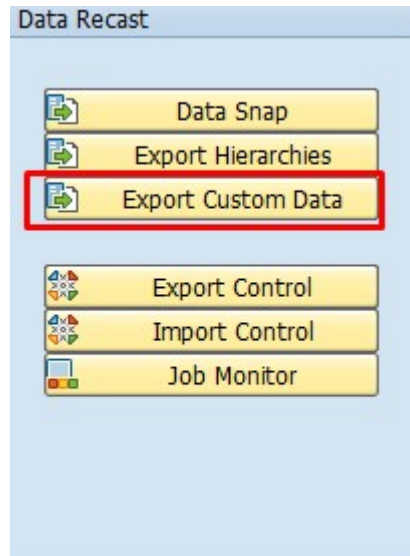 Data Recast
Data Snap
Export Hierarchies
Export Custom Data
Export Control
Import Control
Job Monitor